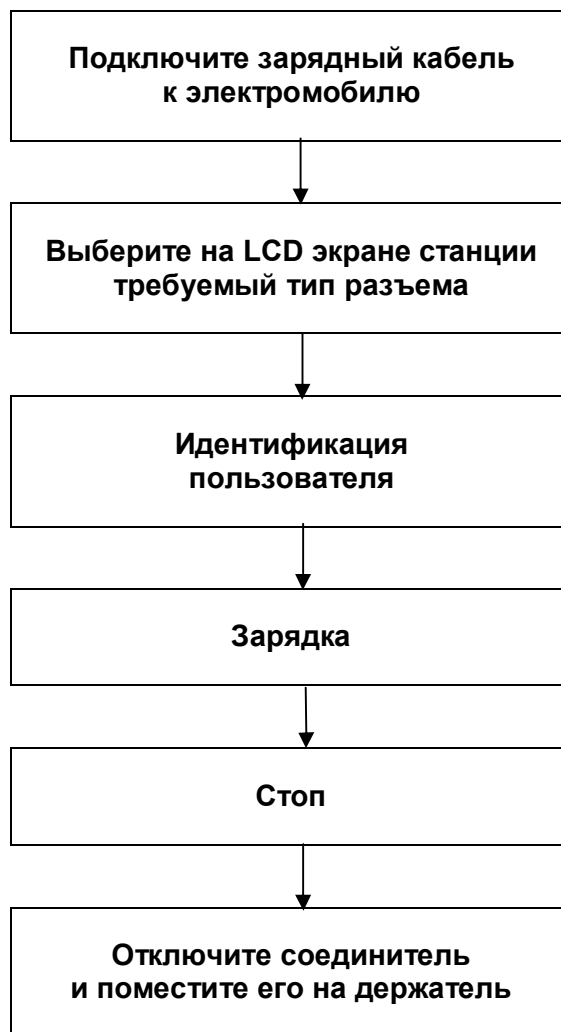 Подключите зарядный кабель
к электромобилю
Выберите на LCD экране станции
требуемый тип разъема
Идентификация
пользователя
Зарядка
Стоп
Отключите соединитель
и поместите его на держатель